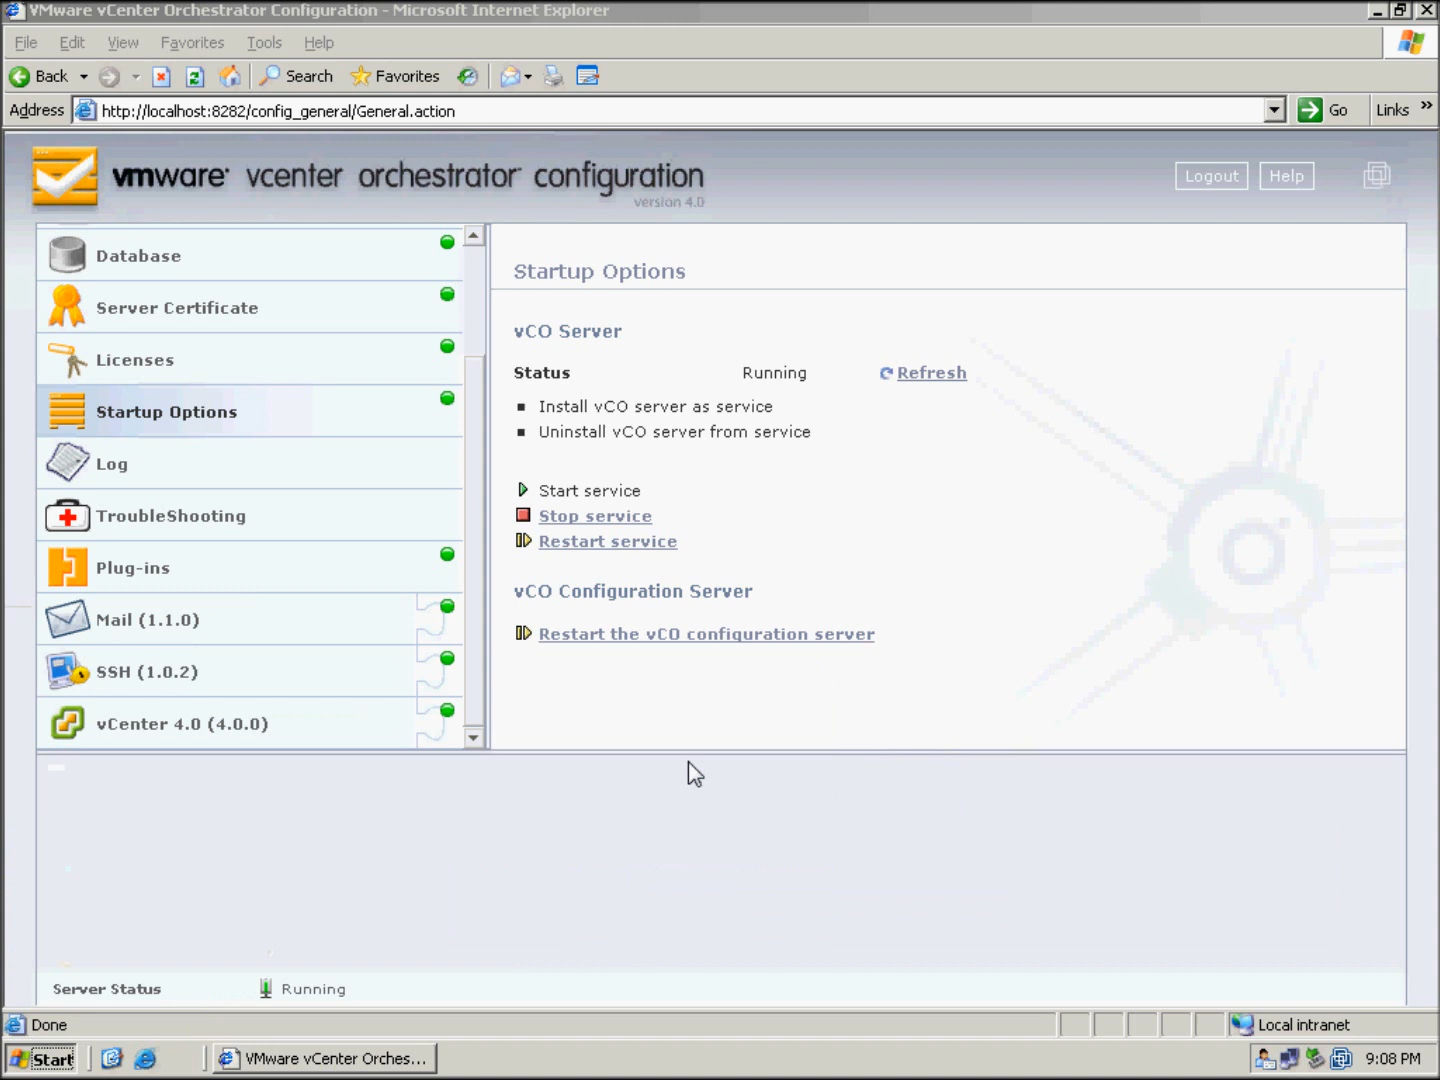 VMware vCenter Orchestrator Configuration - Microsoft Internet Explorer
File Edit View Favorites Tools Help
Back Search Favorites
Address http://localhost:8282/config_general/General.action Go Links »
vmware vcenter orchestrator configuration
version 4.0
Logout Help
Database
Server Certificate
Licenses
Startup Options
Log
TroubleShooting
Plug-ins
Mail (1.1.0)
SSH (1.0.2)
vCenter 4.0 (4.0.0)
Startup Options
vCO Server
Status Running Refresh
Install vCO server as service
Uninstall vCO server from service
Start service
Stop service
Restart service
vCO Configuration Server
Restart the vCO configuration server
Server Status Running
Done Local intranet
Start VMware vCenter Orches... 9:08 PM